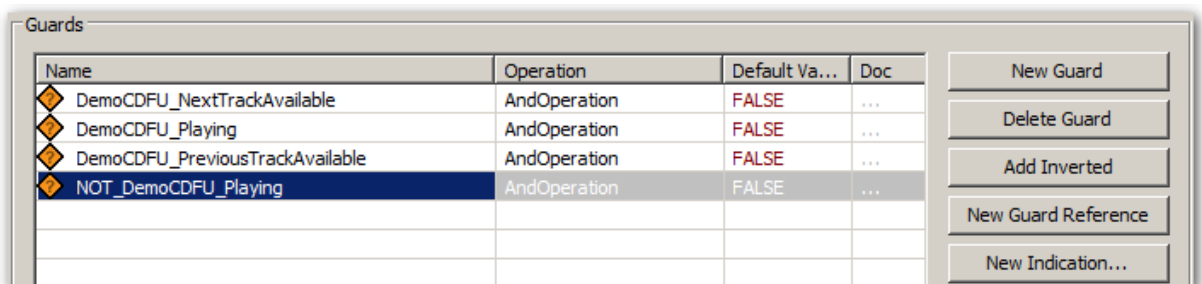 Guards
Name Operation Default Va... Doc
DemoCDFU_NextTrackAvailable AndOperation FALSE ...
DemoCDFU_Playing AndOperation FALSE ...
DemoCDFU_PreviousTrackAvailable AndOperation FALSE ...
NOT_DemoCDFU_Playing AndOperation FALSE ...
New Guard
Delete Guard
Add Inverted
New Guard Reference
New Indication...